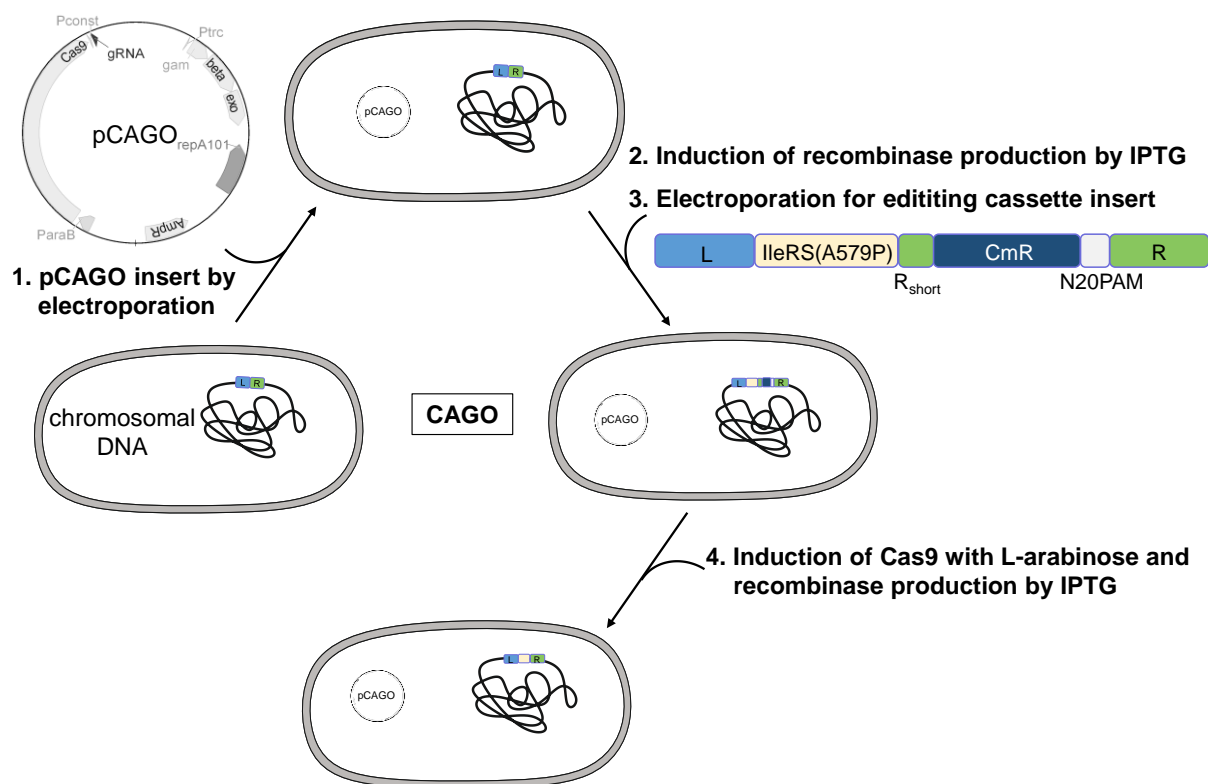 Pconst
Cas9
gRNA
Ptrc
gam
beta
exo
pCAGO
repA101
AmpR
ParaB
pCAGO
L R
1. pCAGO insert by
electroporation
2. Induction of recombinase production by IPTG
3. Electroporation for edititing cassette insert
L IleRS(A579P) CmR R
Rshort N20PAM
chromosomal
DNA
L R
CAGO
pCAGO
L R
4. Induction of Cas9 with L-arabinose and
recombinase production by IPTG
pCAGO
L R